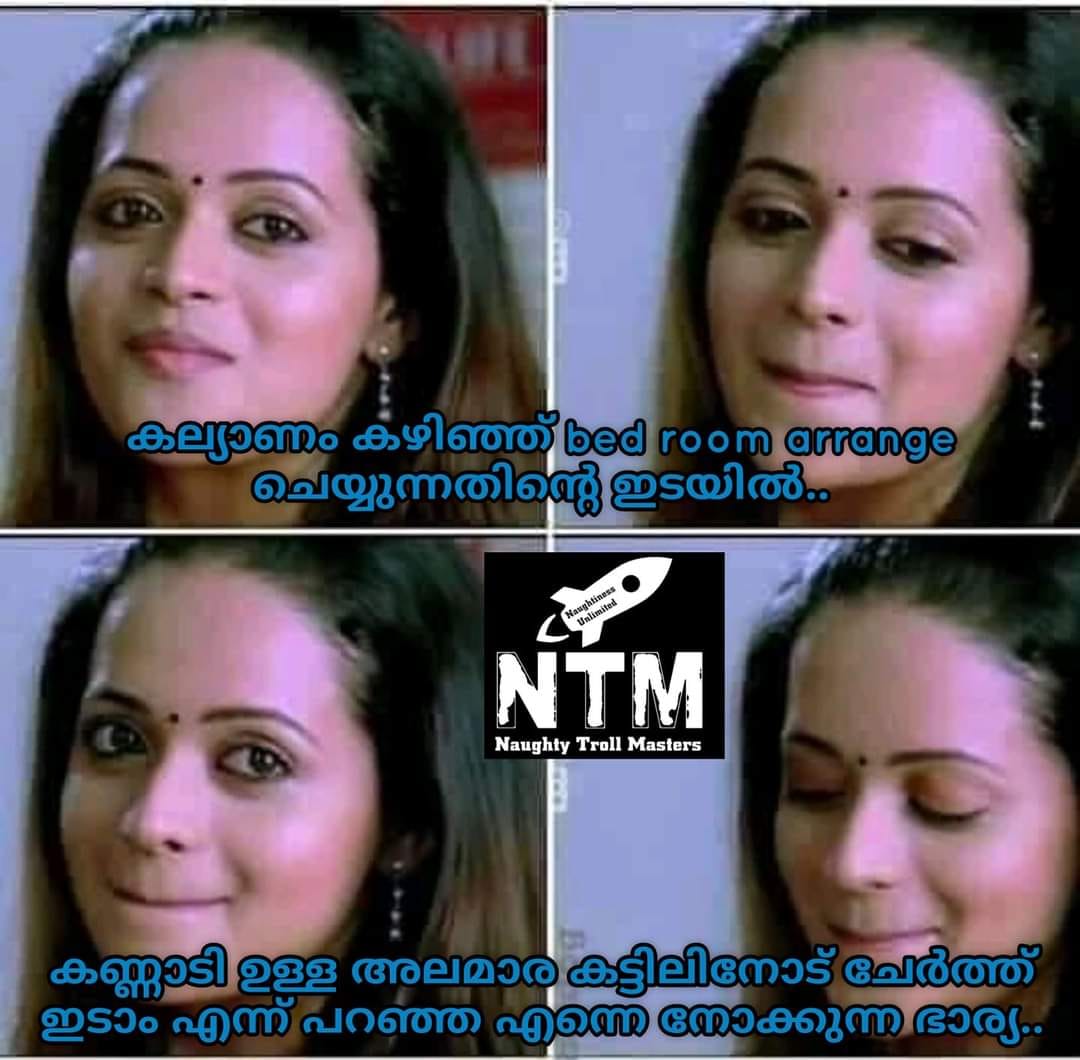 കല്യാണം കഴിഞ്ഞ് bed room arrange
ചെയ്യുന്നതിന്റെ ഇടയിൽ..
Naughtiness
Unlimited
NTM
Naughty Troll Masters
കണ്ണാടി ഉള്ള അലമാര കട്ടിലിനോട് ചേർത്ത്
ഇടാം എന്ന് പറഞ്ഞ എന്നെ നോക്കുന്ന ഭാര്യ..